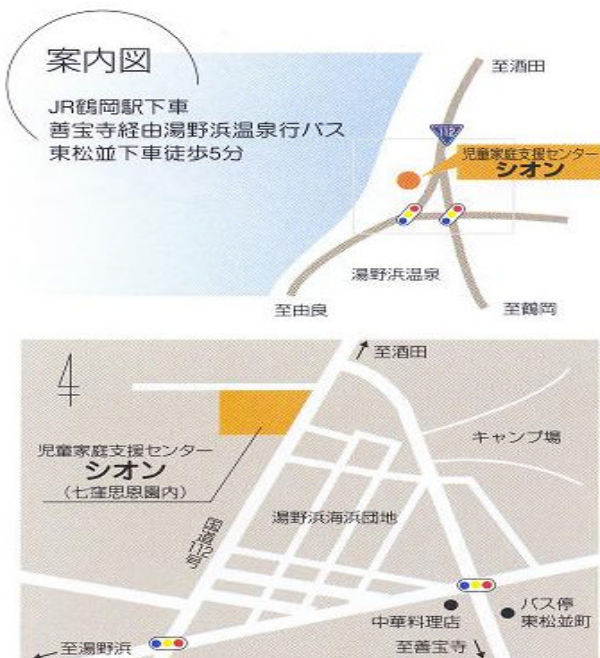 案内図
JR鶴岡駅下車
善宝寺経由湯野浜温泉行バス
東松並下車徒歩5分
至酒田
112
児童家庭支援センター
シオン
湯野浜温泉
至由良
至鶴岡
至酒田
児童家庭支援センター
シオン
(七窪思恩園内)
キャンプ場
湯野浜海浜団地
国道112号
中華料理店
バス停
東松並町
至湯野浜
至善宝寺